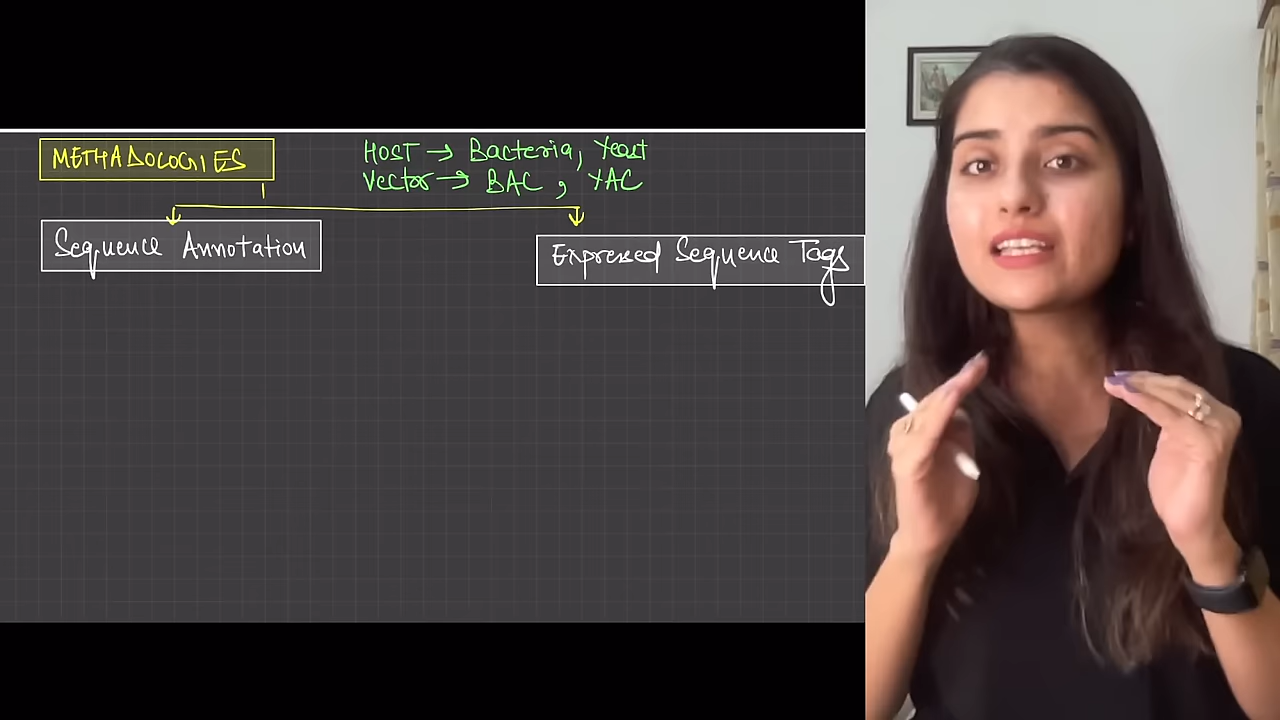 METHADOLOGIES
HOST → Bacteria, Yeast
Vector → BAC, YAC
Sequence Annotation
Expressed Sequence Tags